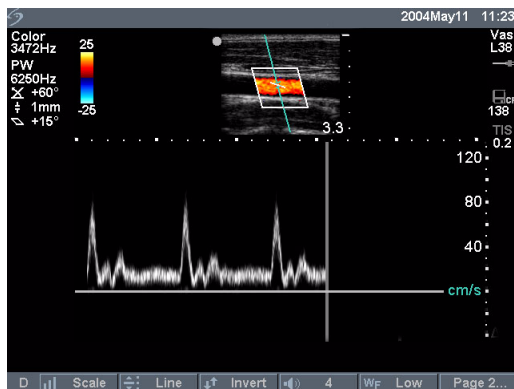 2004May11 11:23
Color
3472Hz
PW
6250Hz
+60°
1mm
+15°
25
-25
3.3
Vas
L38
138
TIS
0.2
120
80
40
cm/s
D Scale Line Invert 4 WF Low Page 2...